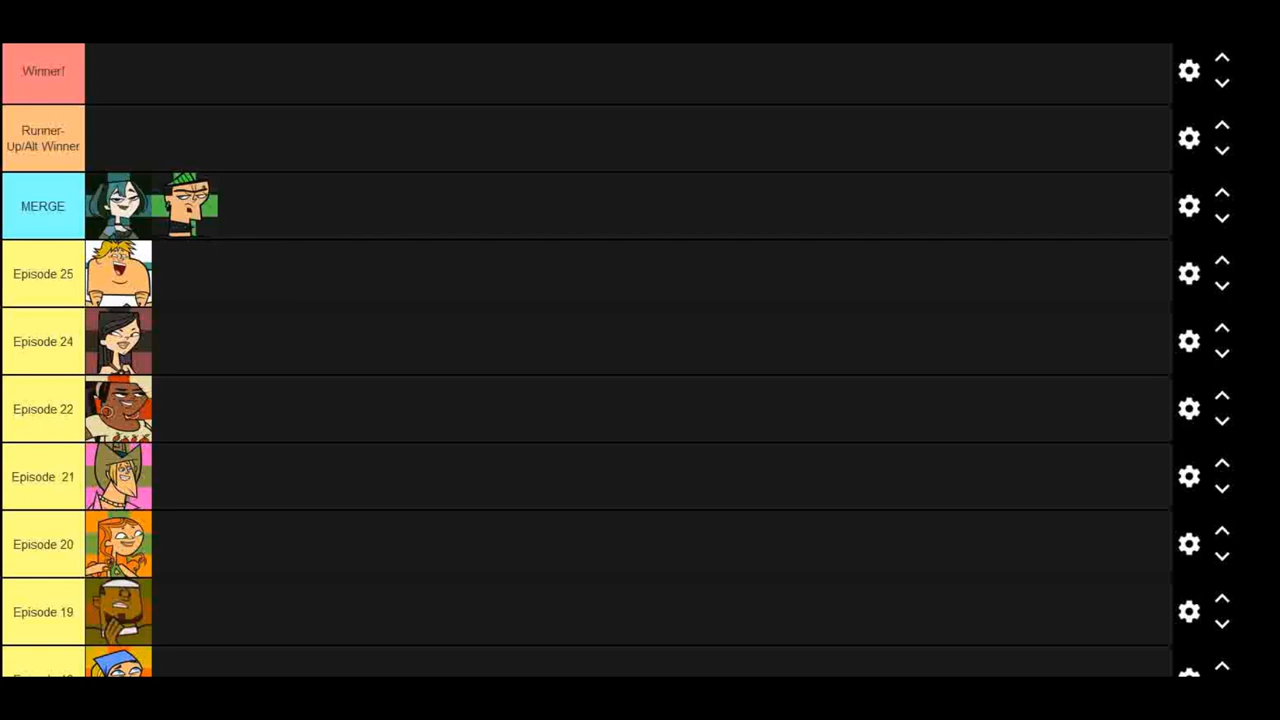 Winner!
Runner-
Up/Alt Winner
MERGE
Episode 25
Episode 24
Episode 22
Episode 21
Episode 20
Episode 19